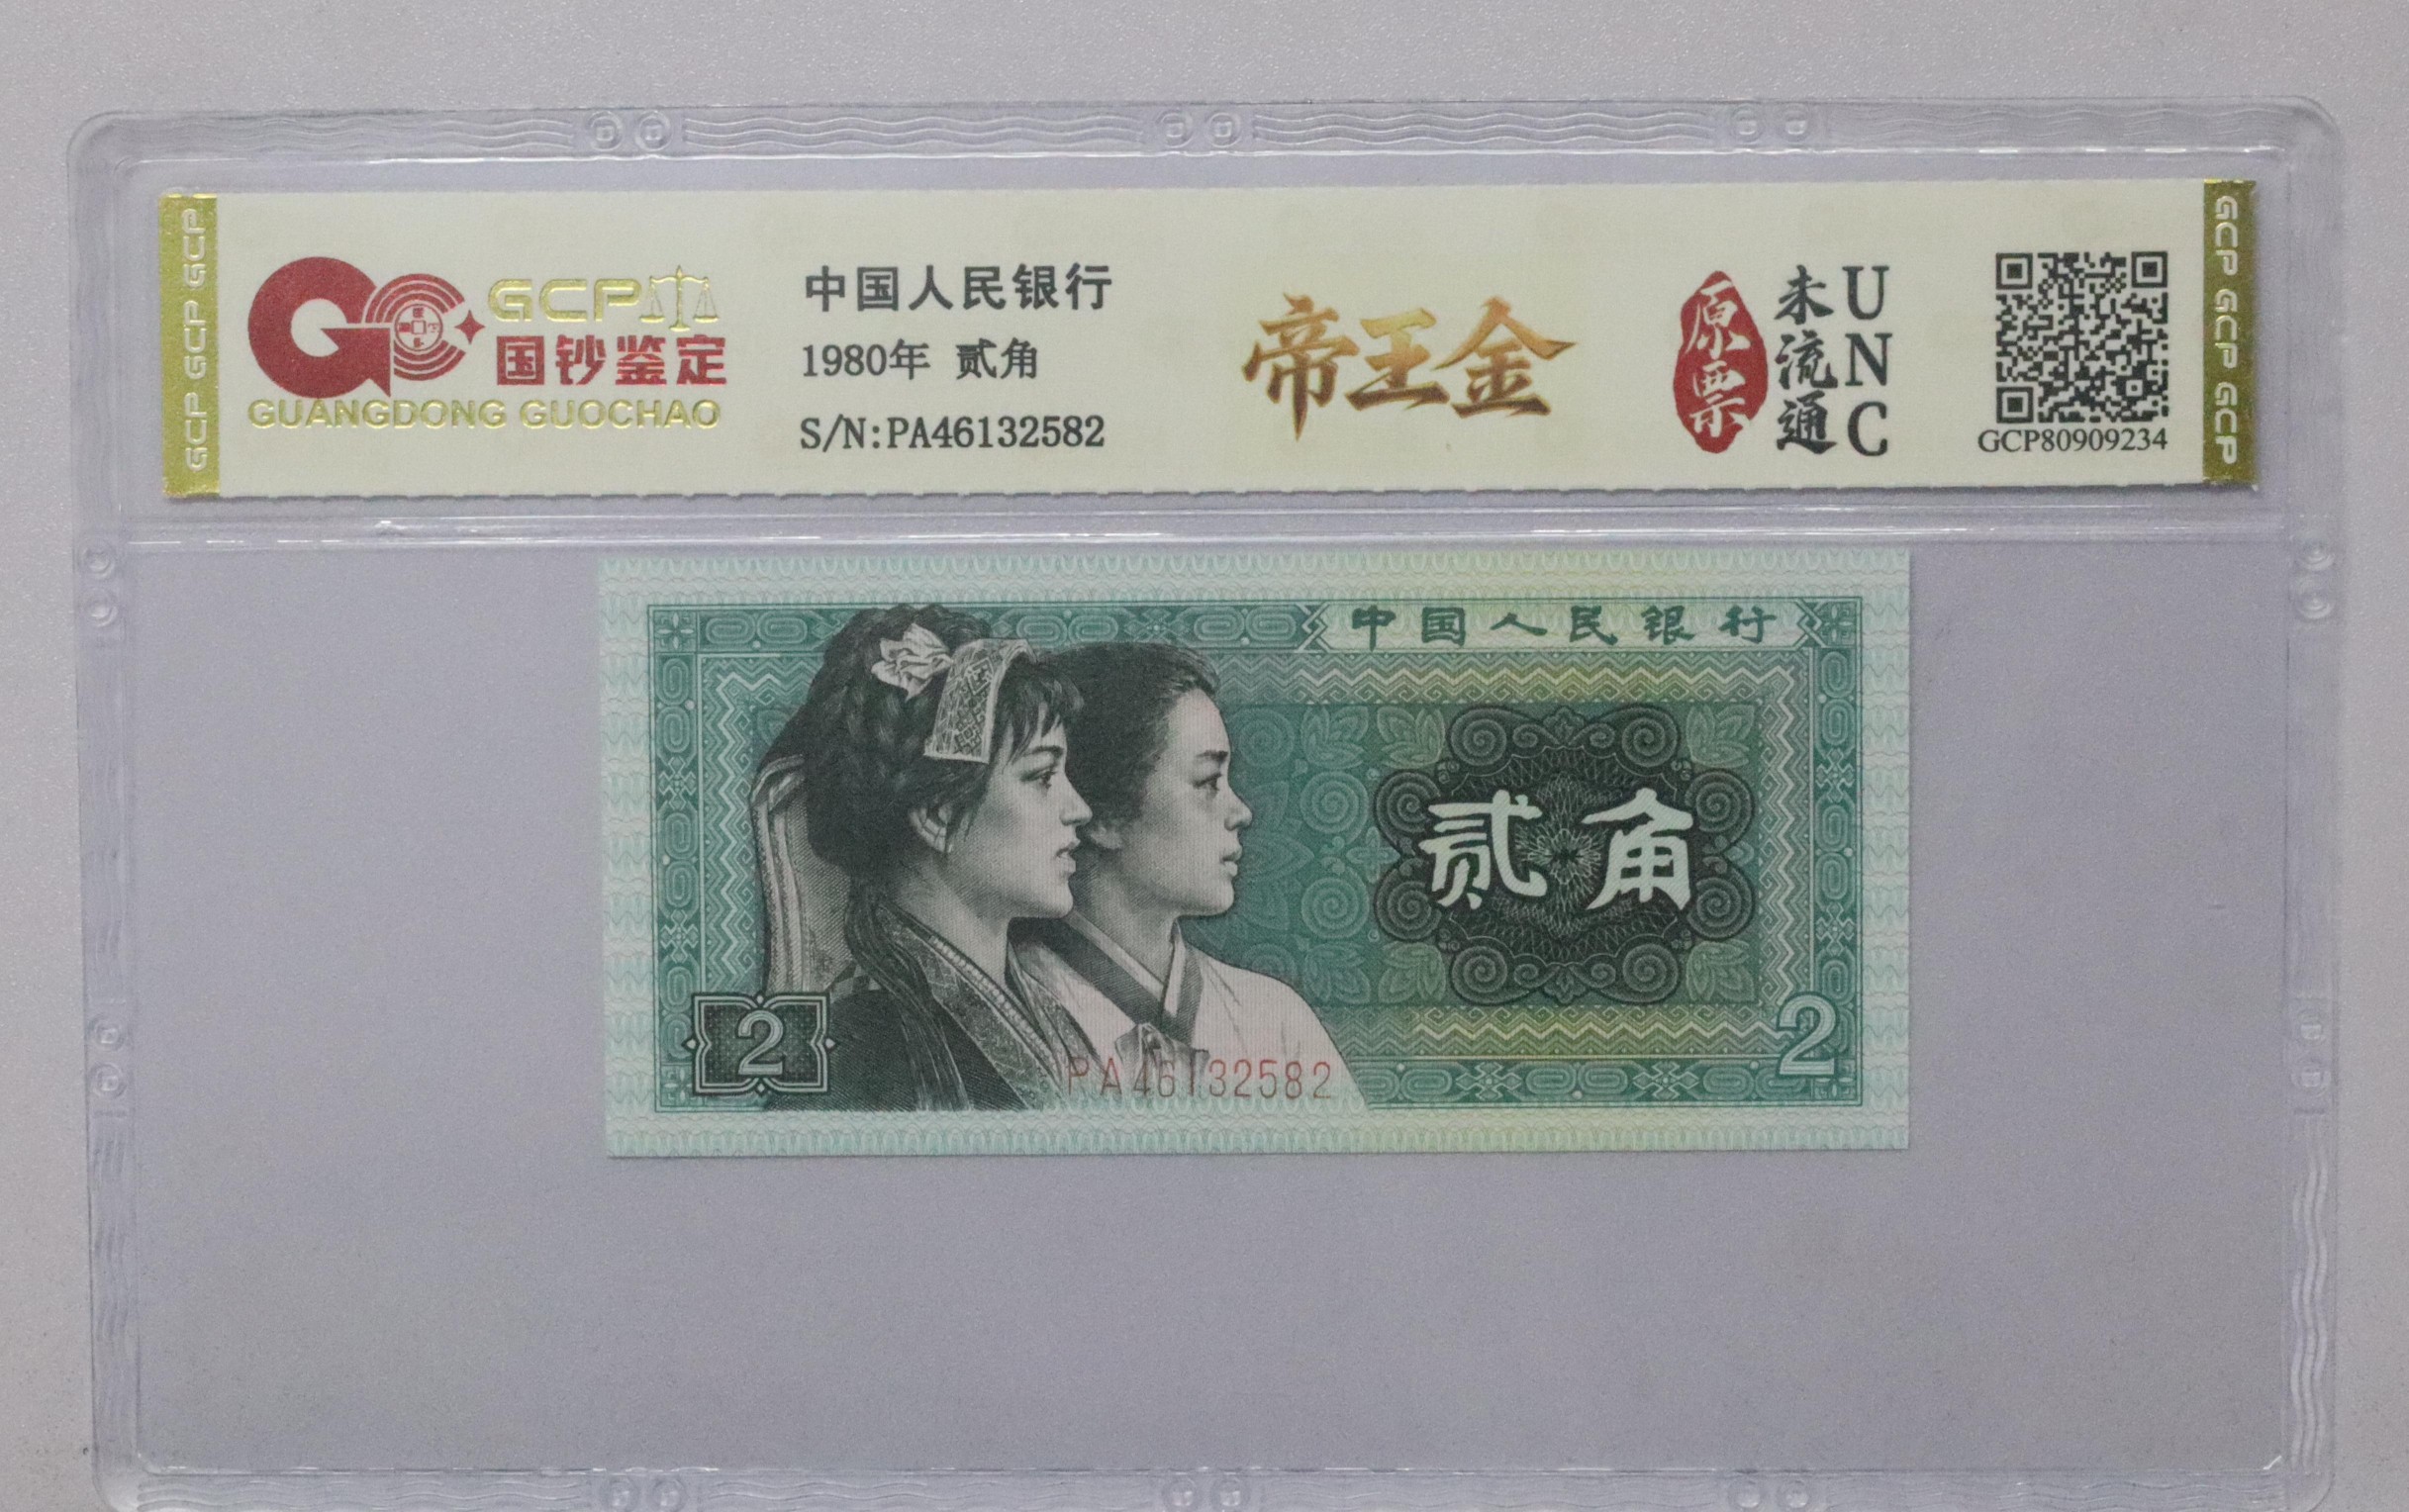 GCP GCP GCP
GCP
国钞鉴定
GUANGDONG GUOCHAO
中国人民银行
1980年 贰角
S/N:PA46132582
帝王金
原票
未流通
UNC
GCP80909234
GCP GCP GCP
中国人民银行
贰角
2
2
PA46132582